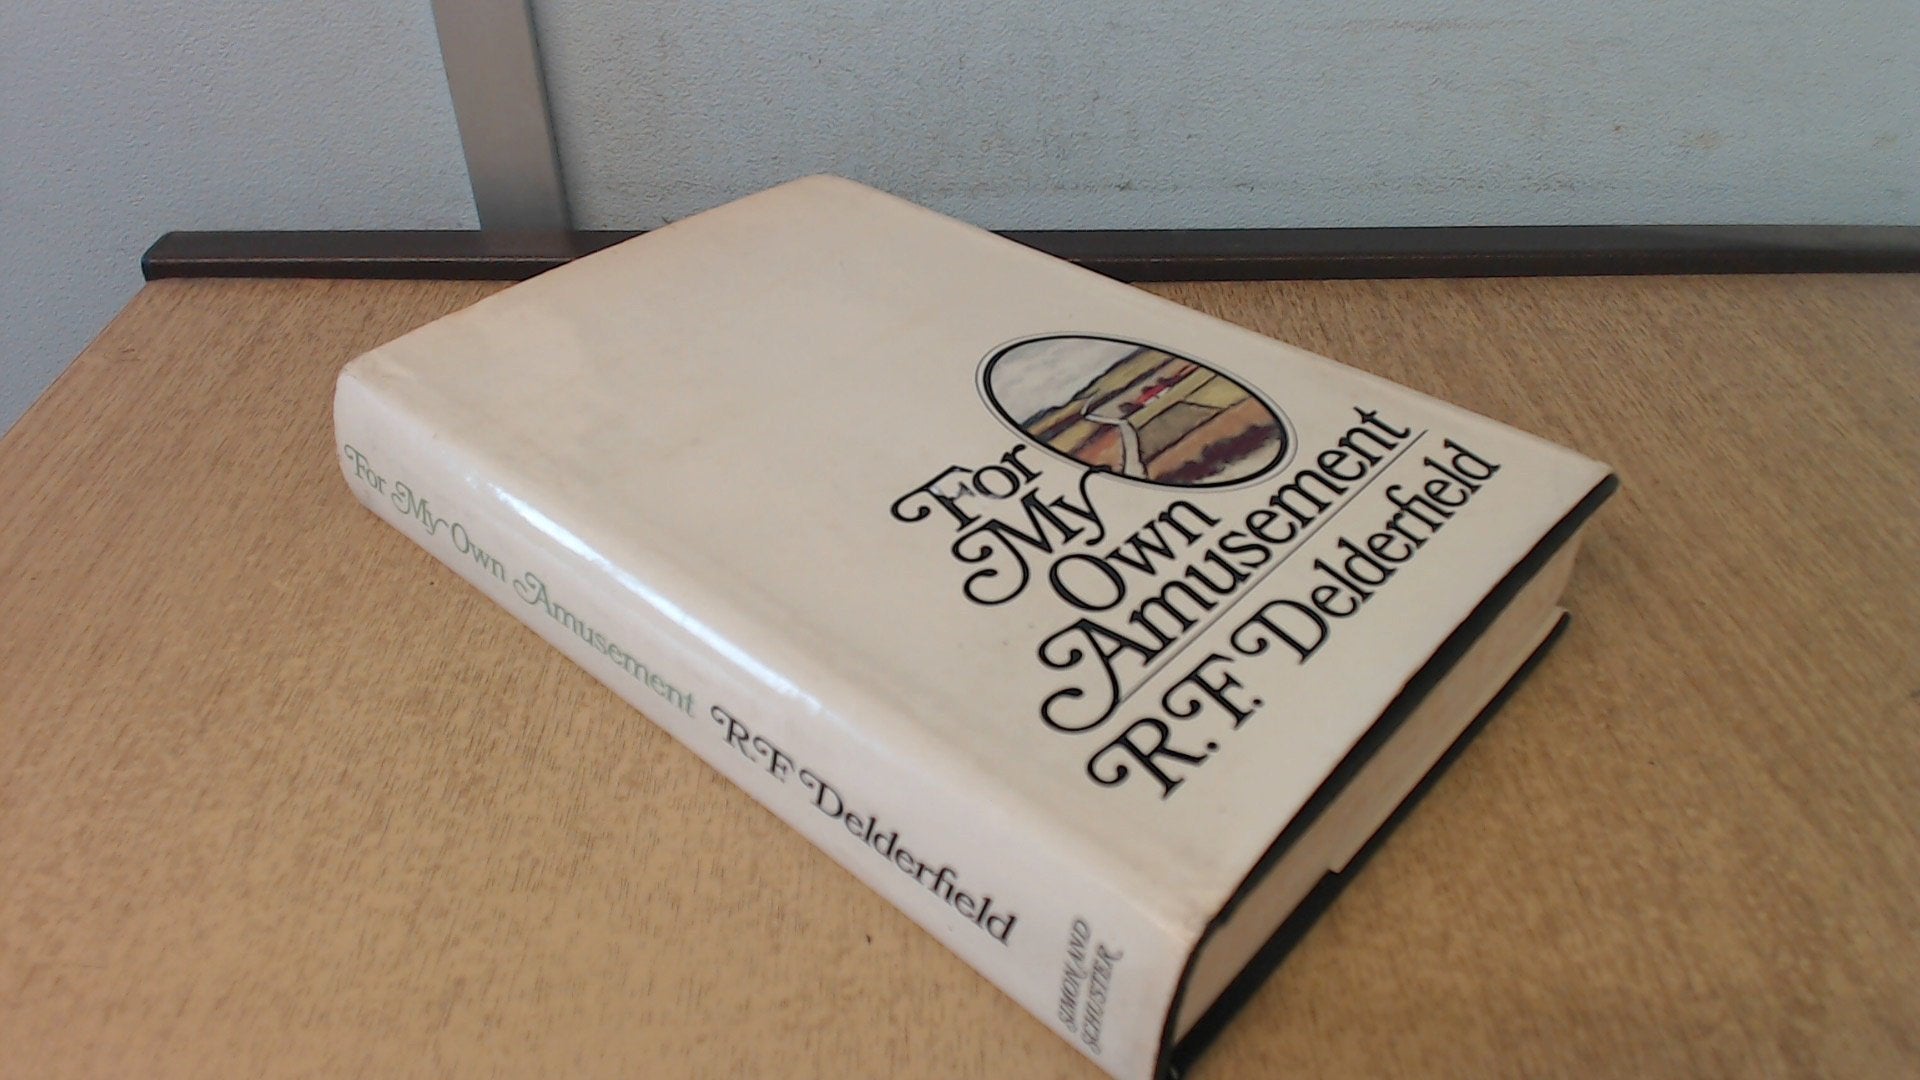 For
My
Own
Amusement
R.F. Delderfield
For My Own Amusement R.F. Delderfield
SIMON AND
SCHUSTER